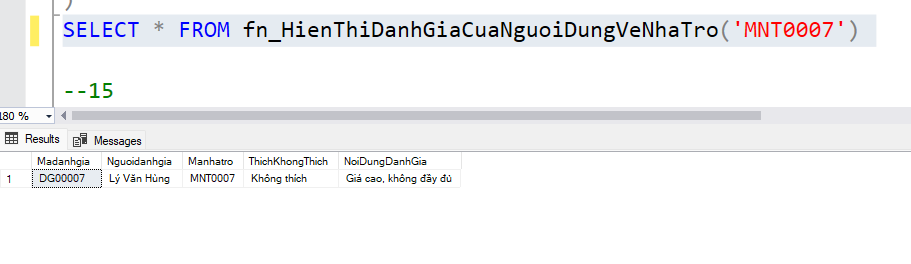 )
SELECT * FROM fn_HienThiDanhGiaCuaNguoiDungVeNhaTro('MNT0007')
--15
180 %
Results Messages
Madanhgia Nguoidanhgia Manhatro ThichKhongThich NoiDungDanhGia
1 DG00007 Lý Văn Hùng MNT0007 Không thích Giá cao, không đầy đủ